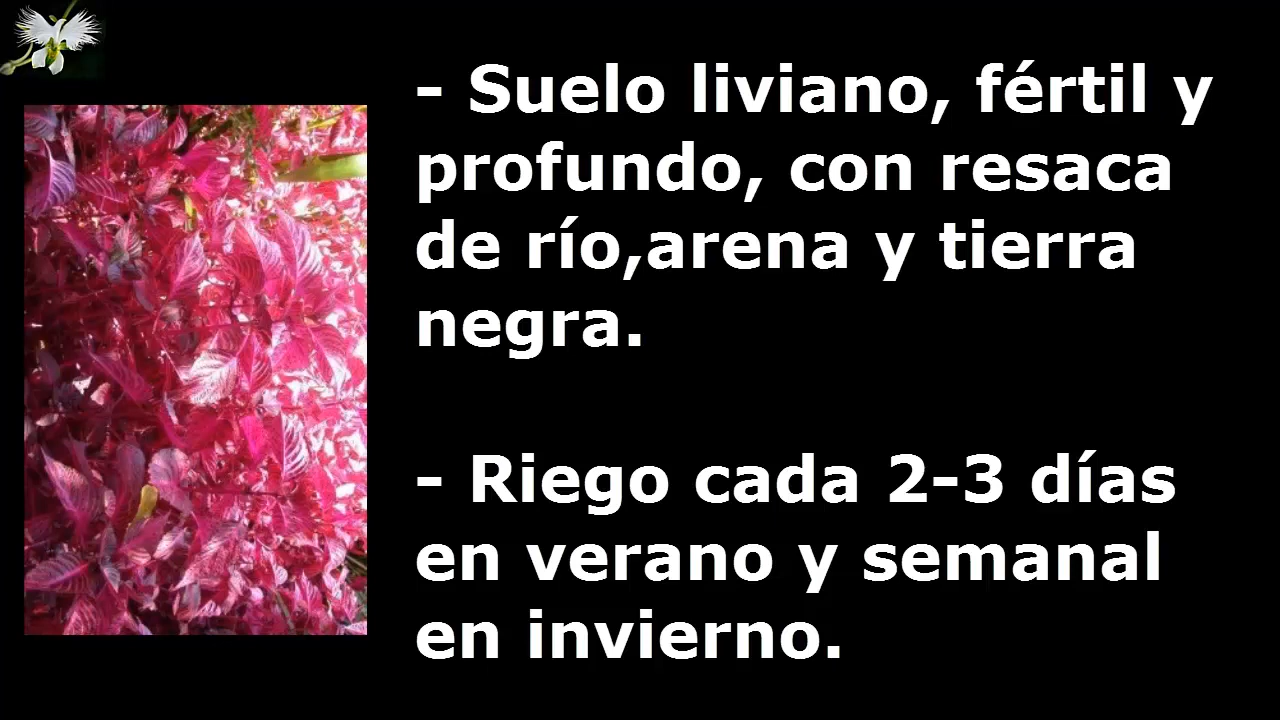 - Suelo liviano, fértil y
profundo, con resaca
de río,arena y tierra
negra.
- Riego cada 2-3 días
en verano y semanal
en invierno.